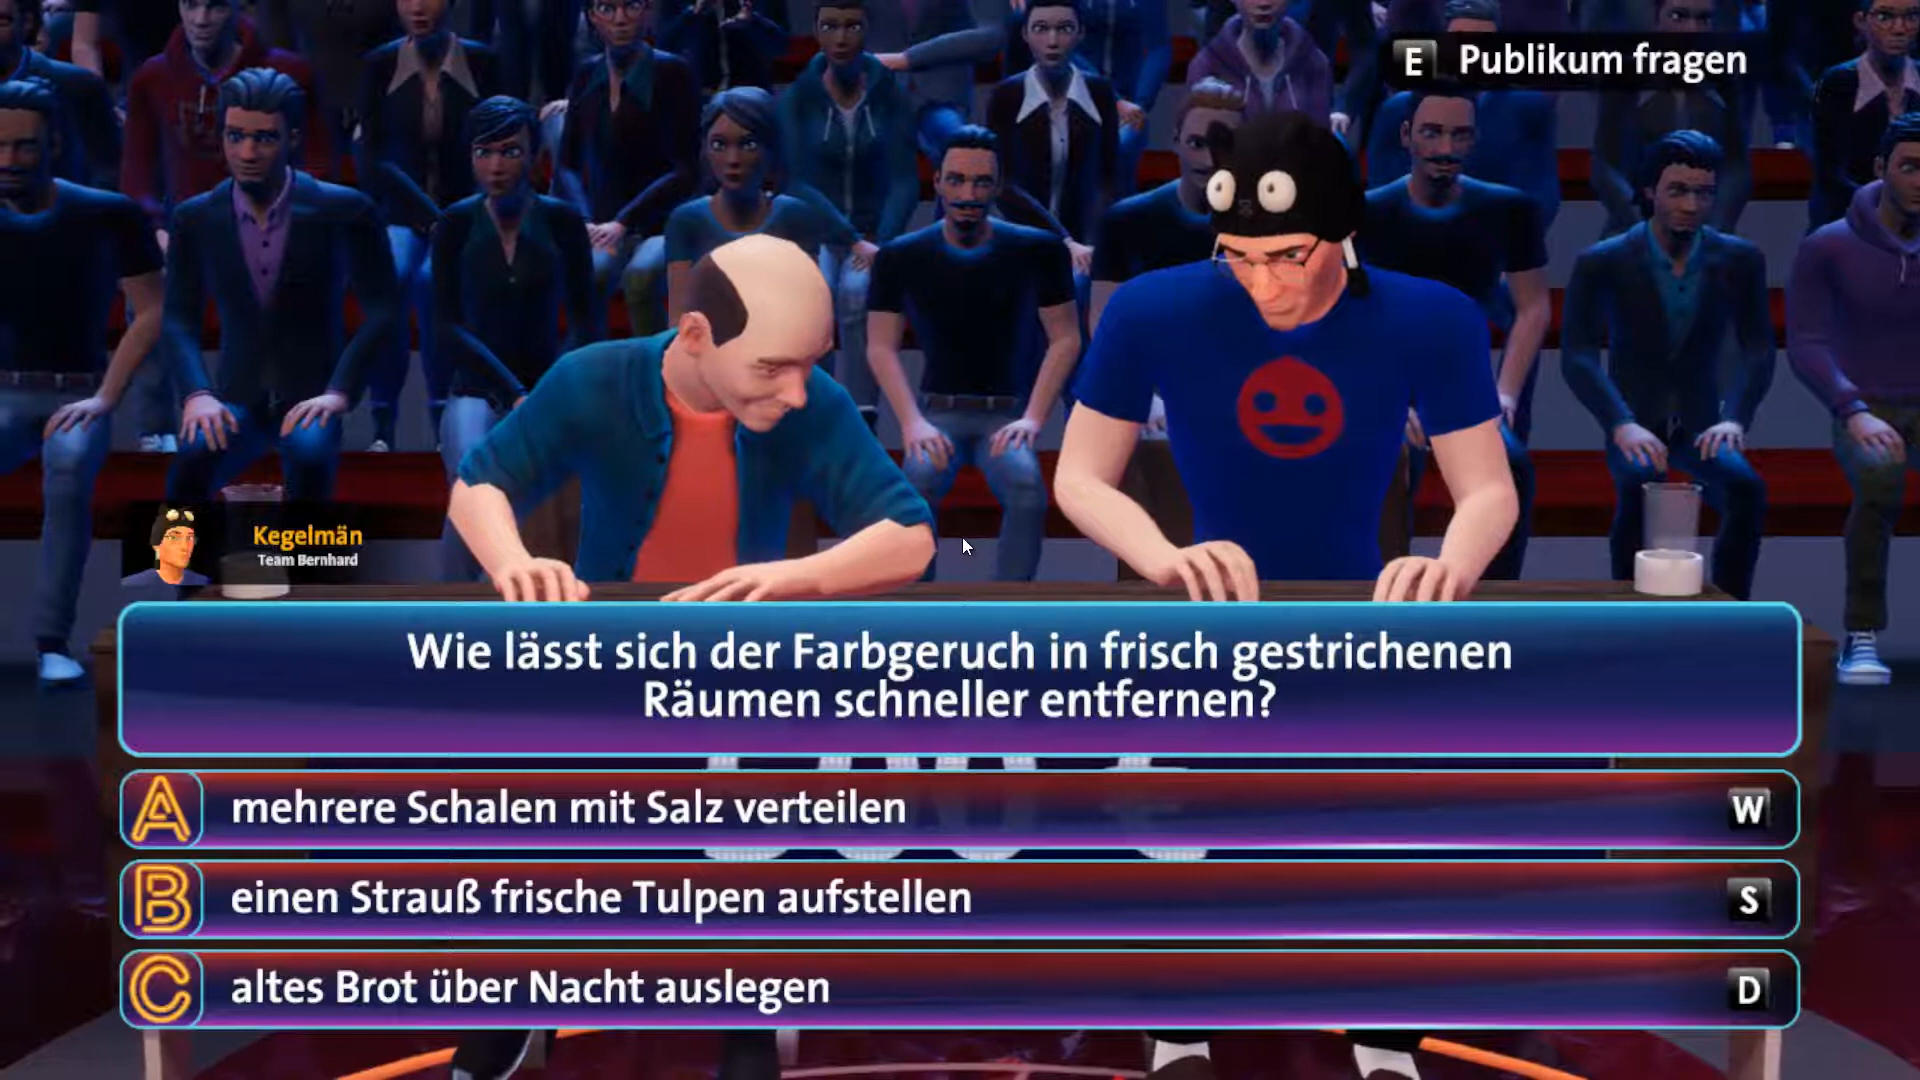 E Publikum fragen
Kegelmän
Team Bernhard
Wie lässt sich der Farbgeruch in frisch gestrichenen
Räumen schneller entfernen?
A mehrere Schalen mit Salz verteilen W
B einen Strauß frische Tulpen aufstellen S
C altes Brot über Nacht auslegen D